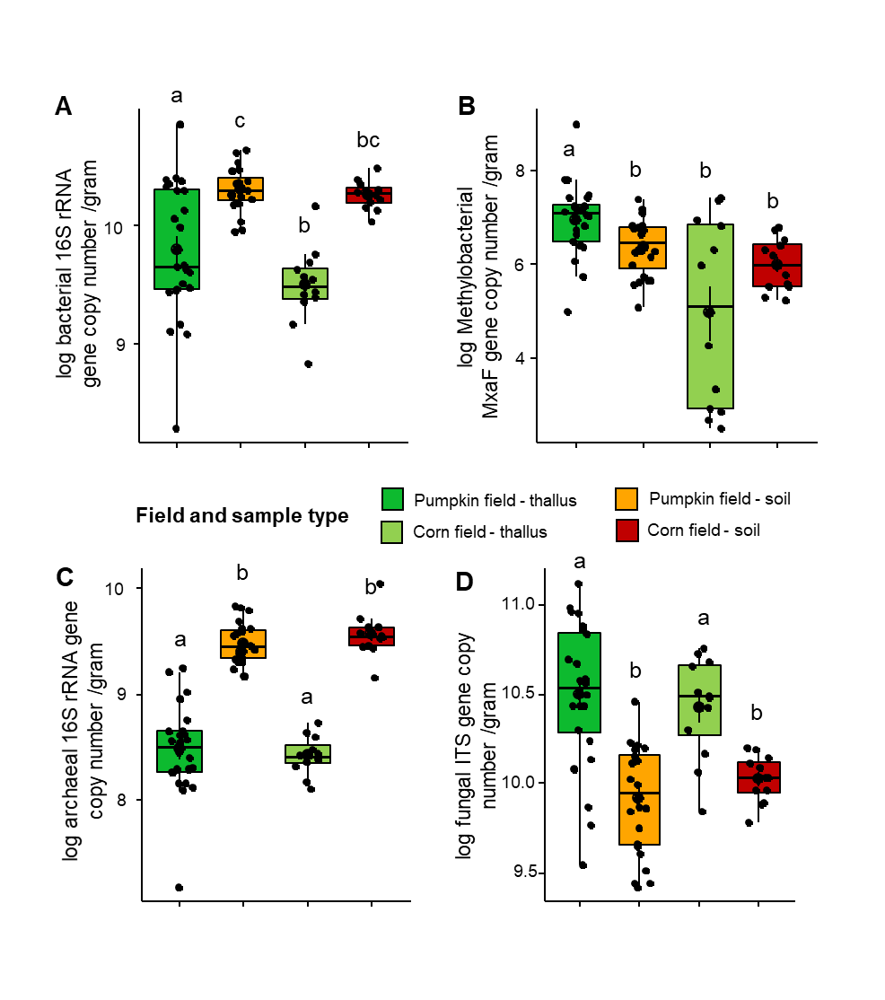 A
log bacterial 16S rRNA
gene copy number /gram
10
9
a
c
b
bc
B
log Methylobacterial
MxaF gene copy number /gram
8
6
4
a
b
b
b
Field and sample type
Pumpkin field - thallus
Pumpkin field - soil
Corn field - thallus
Corn field - soil
C
log archaeal 16S rRNA gene
copy number /gram
10
9
8
a
b
a
b
D
log fungal ITS gene copy
number /gram
11.0
10.5
10.0
9.5
a
b
a
b